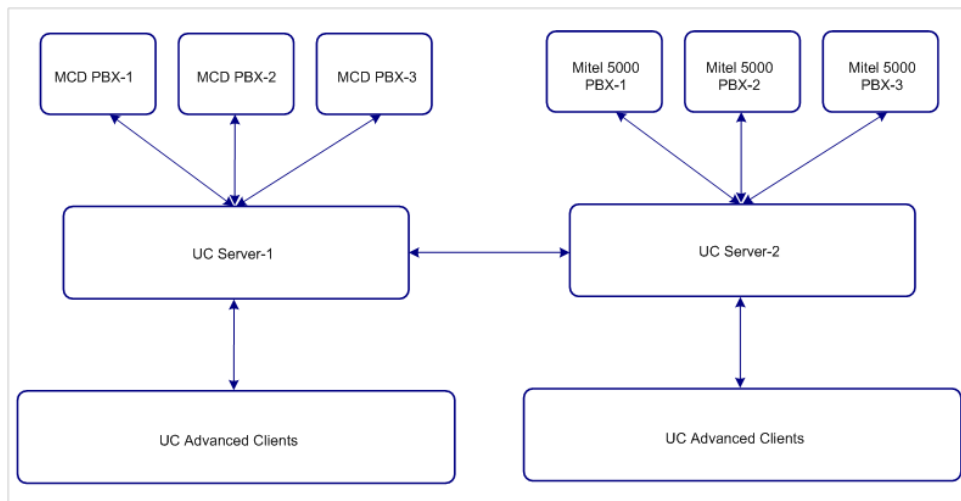 MCD PBX-1
MCD PBX-2
MCD PBX-3
Mitel 5000
PBX-1
Mitel 5000
PBX-2
Mitel 5000
PBX-3
UC Server-1
UC Server-2
UC Advanced Clients
UC Advanced Clients